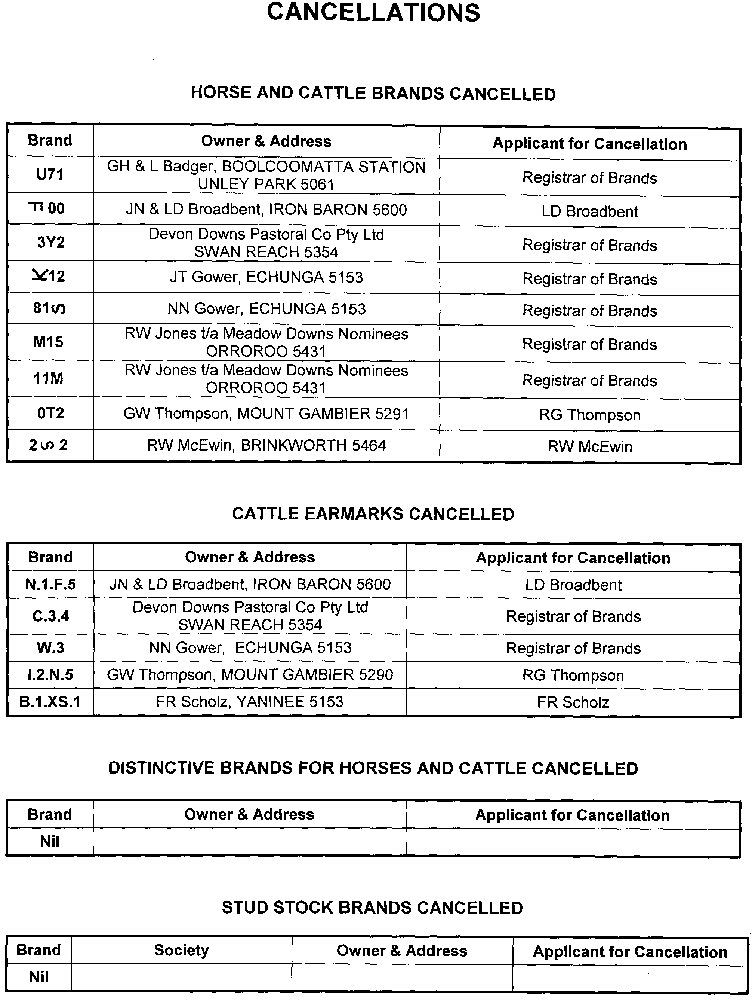 CANCELLATIONS
HORSE AND CATTLE BRANDS CANCELLED
Brand Owner & Address Applicant for Cancellation
U71 GH & L Badger, BOOLCOOMATTA STATION Registrar of Brands
UNLEY PARK 5061
F 00 JN & LD Broadbent, IRON BARON 5600 LD Broadbent
3Y2 Devon Downs Pastoral Co Pty Ltd Registrar of Brands
SWAN REACH 5354
K12 JT Gower, ECHUNGA 5153 Registrar of Brands
81S NN Gower, ECHUNGA 5153 Registrar of Brands
M15 RW Jones t/a Meadow Downs Nominees Registrar of Brands
ORROROO 5431
11M RW Jones t/a Meadow Downs Nominees Registrar of Brands
ORROROO 5431
0T2 GW Thompson, MOUNT GAMBIER 5291 RG Thompson
2 S 2 RW McEwin, BRINKWORTH 5464 RW McEwin
CATTLE EARMARKS CANCELLED
Brand Owner & Address Applicant for Cancellation
N.1.F.5 JN & LD Broadbent, IRON BARON 5600 LD Broadbent
C.3.4 Devon Downs Pastoral Co Pty Ltd Registrar of Brands
SWAN REACH 5354
W.3 NN Gower, ECHUNGA 5153 Registrar of Brands
I.2.N.5 GW Thompson, MOUNT GAMBIER 5290 RG Thompson
B.1.XS.1 FR Scholz, YANINEE 5153 FR Scholz
DISTINCTIVE BRANDS FOR HORSES AND CATTLE CANCELLED
Brand Owner & Address Applicant for Cancellation
Nil
STUD STOCK BRANDS CANCELLED
Brand Society Owner & Address Applicant for Cancellation
Nil